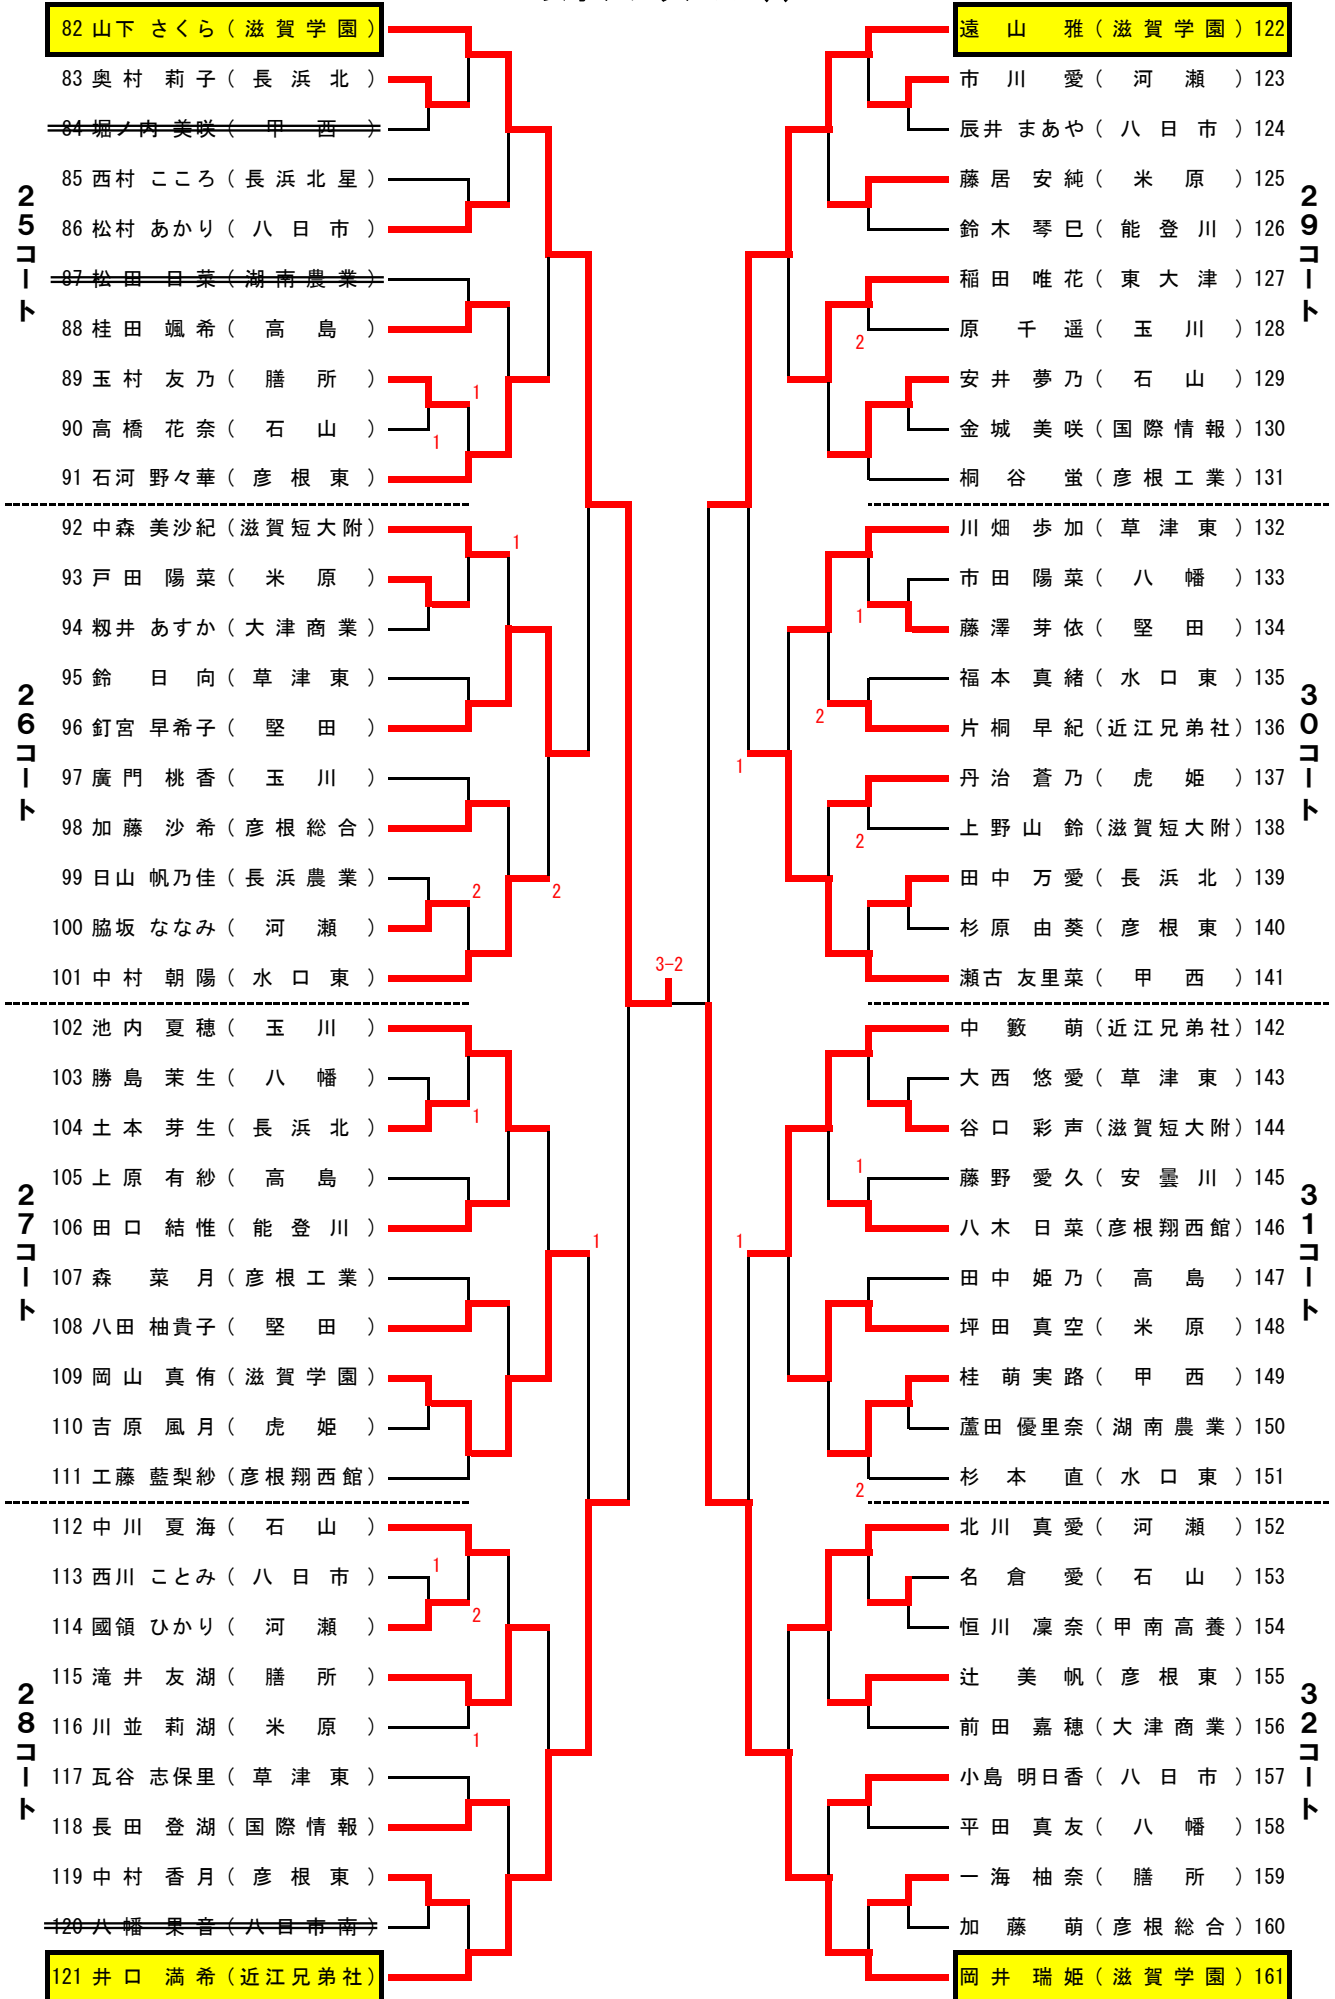 82 山下 さくら（滋賀学園）
83 奥村 莉子（長浜北）
84 堀ノ内 美咲（甲西）
85 西村 こころ（長浜北星）
86 松村 あかり（八日市）
87 松田 日菜（湖南農業）
88 桂田 颯希（高島）
89 玉村 友乃（膳所）
1
90 高橋 花奈（石山）
1
91 石河 野々華（彦根東）
25コート
92 中森 美沙紀（滋賀短大附）
1
93 戸田 陽菜（米原）
94 籾井 あすか（大津商業）
95 鈴 日向（草津東）
96 釘宮 早希子（堅田）
97 廣門 桃香（玉川）
98 加藤 沙希（彦根総合）
99 日山 帆乃佳（長浜農業）
2
2
100 脇坂 ななみ（河瀬）
101 中村 朝陽（水口東）
26コート
102 池内 夏穂（玉川）
103 勝島 茉生（八幡）
1
104 土本 芽生（長浜北）
105 上原 有紗（高島）
106 田口 結惟（能登川）
1
107 森 菜月（彦根工業）
108 八田 柚貴子（堅田）
109 岡山 真侑（滋賀学園）
110 吉原 風月（虎姫）
111 工藤 藍梨紗（彦根翔西館）
27コート
112 中川 夏海（石山）
1
113 西川 ことみ（八日市）
2
114 國領 ひかり（河瀬）
115 滝井 友湖（膳所）
116 川並 莉湖（米原）
1
117 瓦谷 志保里（草津東）
118 長田 登湖（国際情報）
119 中村 香月（彦根東）
120 八幡 果音（八日市南）
121 井口 満希（近江兄弟社）
28コート
3-2
遠山 雅（滋賀学園）122
市川 愛（河瀬）123
辰井 まあや（八日市）124
藤居 安純（米原）125
鈴木 琴巳（能登川）126
稲田 唯花（東大津）127
原 千遥（玉川）128
2
安井 夢乃（石山）129
金城 美咲（国際情報）130
桐谷 蛍（彦根工業）131
29コート
川畑 歩加（草津東）132
市田 陽菜（八幡）133
1
藤澤 芽依（堅田）134
福本 真緒（水口東）135
2
片桐 早紀（近江兄弟社）136
1
丹治 蒼乃（虎姫）137
上野山 鈴（滋賀短大附）138
2
田中 万愛（長浜北）139
杉原 由葵（彦根東）140
瀬古 友里菜（甲西）141
30コート
中籔 萌（近江兄弟社）142
大西 悠愛（草津東）143
谷口 彩声（滋賀短大附）144
1
藤野 愛久（安曇川）145
八木 日菜（彦根翔西館）146
1
田中 姫乃（高島）147
坪田 真空（米原）148
桂 萌実路（甲西）149
蘆田 優里奈（湖南農業）150
杉本 直（水口東）151
2
31コート
北川 真愛（河瀬）152
名倉 愛（石山）153
恒川 凜奈（甲南高養）154
辻 美帆（彦根東）155
前田 嘉穂（大津商業）156
小島 明日香（八日市）157
平田 真友（八幡）158
一海 柚奈（膳所）159
加藤 萌（彦根総合）160
岡井 瑞姫（滋賀学園）161
32コート